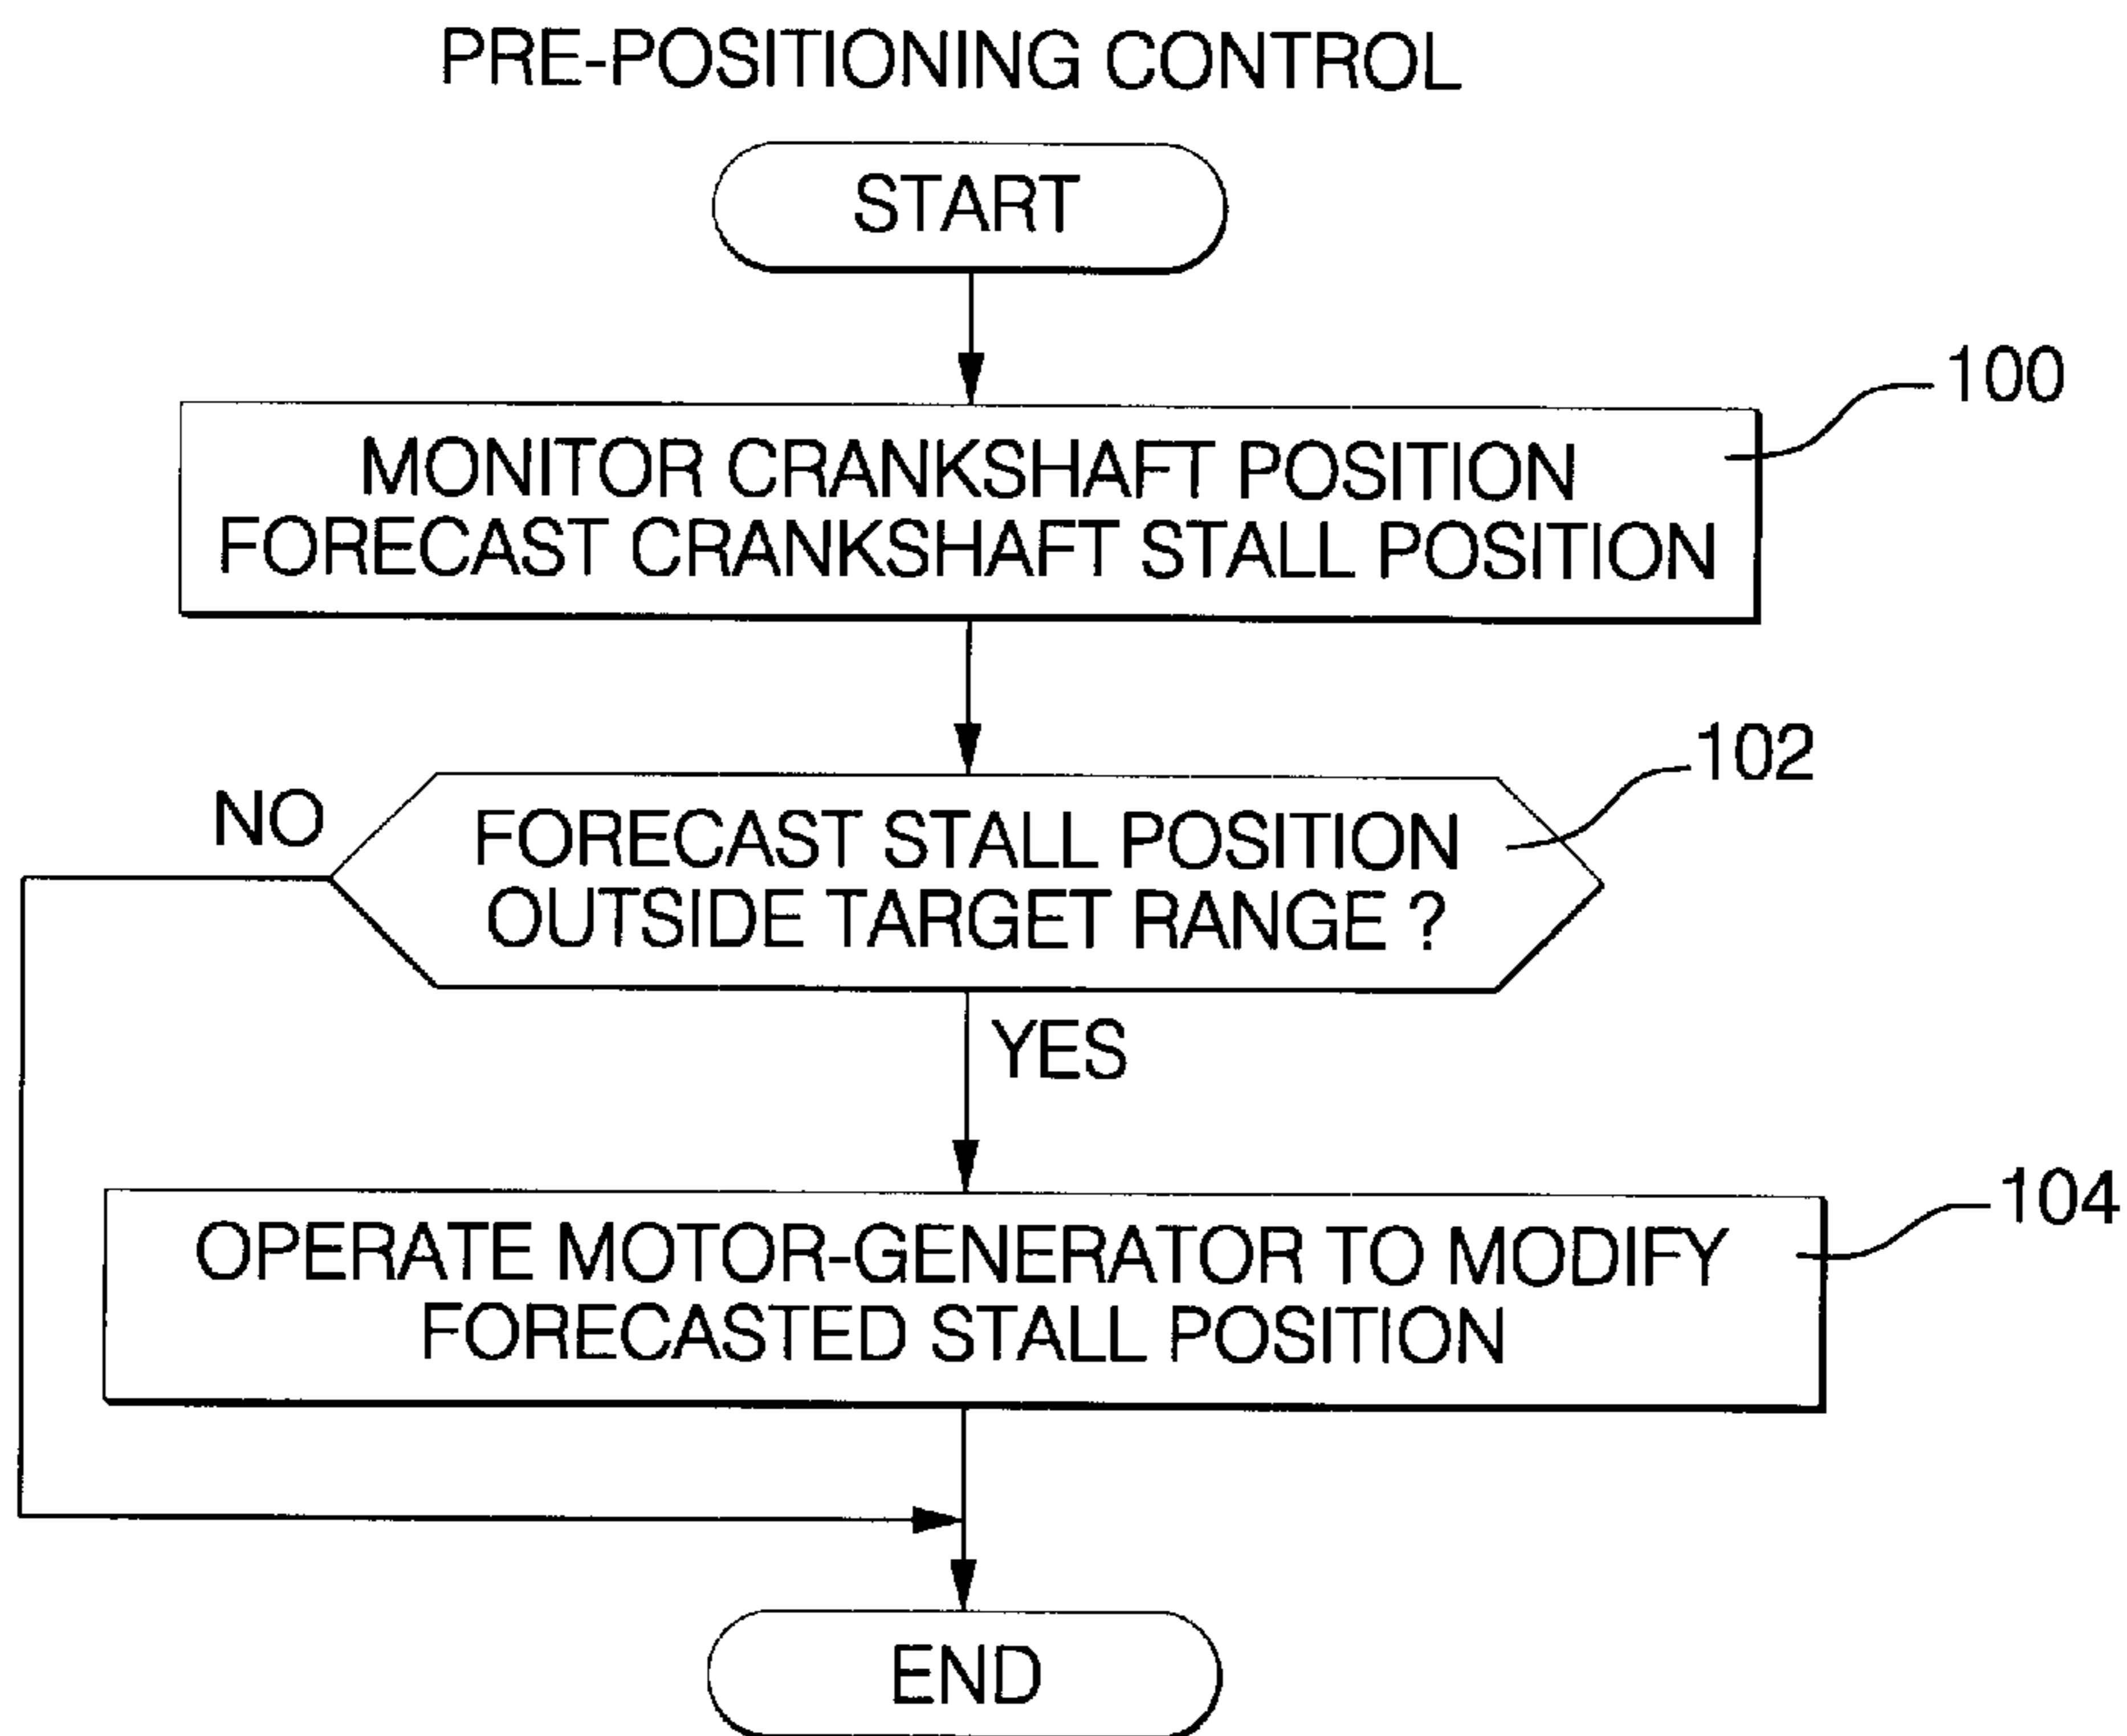 PRE-POSITIONING CONTROL
START
100
MONITOR CRANKSHAFT POSITION
FORECAST CRANKSHAFT STALL POSITION
102
NO
FORECAST STALL POSITION
OUTSIDE TARGET RANGE ?
YES
104
OPERATE MOTOR-GENERATOR TO MODIFY
FORECASTED STALL POSITION
END